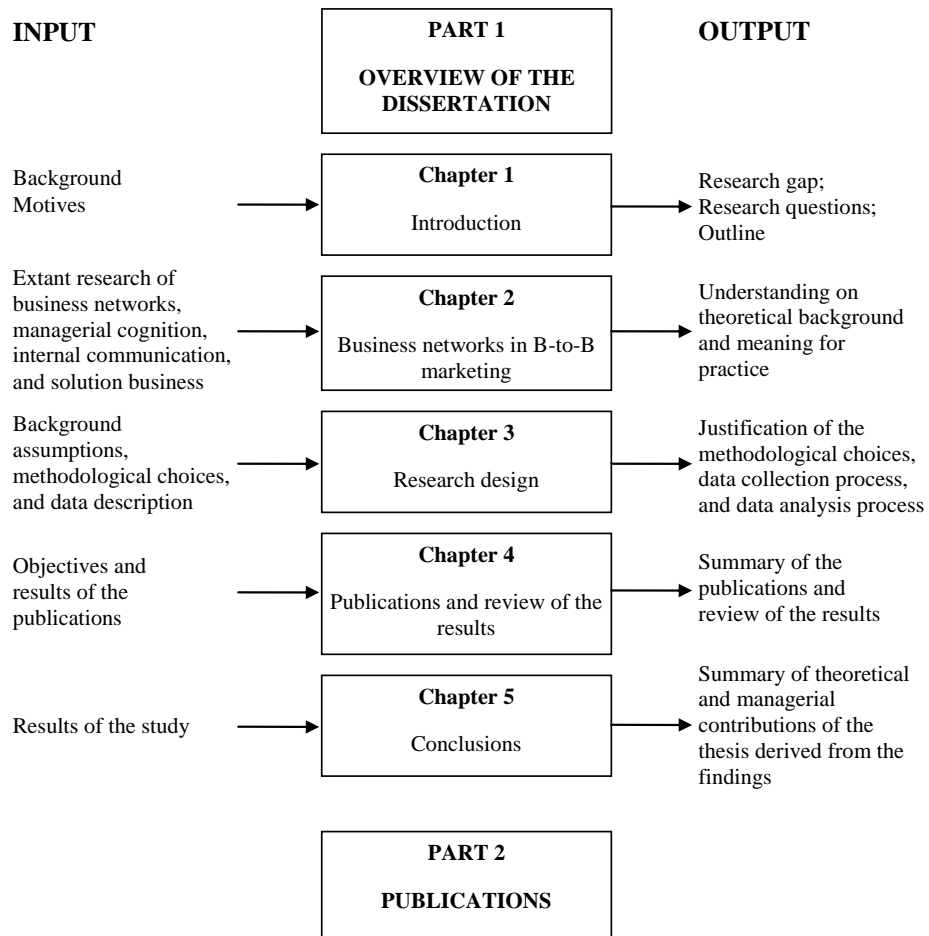 INPUT
PART 1
OVERVIEW OF THE
DISSERTATION
OUTPUT
Background
Motives
Chapter 1
Introduction
Research gap;
Research questions;
Outline
Extant research of
business networks,
managerial cognition,
internal communication,
and solution business
Chapter 2
Business networks in B-to-B
marketing
Understanding on
theoretical background
and meaning for
practice
Background
assumptions,
methodological choices,
and data description
Chapter 3
Research design
Justification of the
methodological choices,
data collection process,
and data analysis process
Objectives and
results of the
publications
Chapter 4
Publications and review of the
results
Summary of the
publications and
review of the results
Results of the study
Chapter 5
Conclusions
Summary of theoretical
and managerial
contributions of the
thesis derived from the
findings
PART 2
PUBLICATIONS